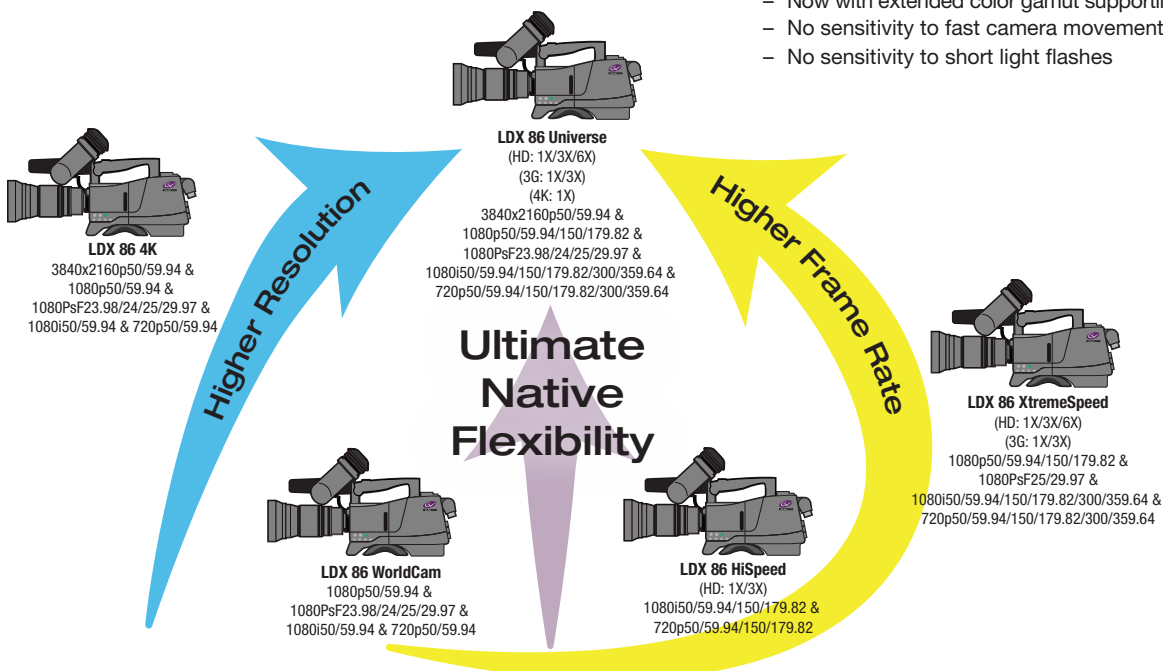 – Now with extended color gamut supporting
– No sensitivity to fast camera movement
– No sensitivity to short light flashes
LDX 86 Universe
(HD: 1X/3X/6X)
(3G: 1X/3X)
(4K: 1X)
3840x2160p50/59.94 &
1080p50/59.94/150/179.82 &
1080PsF23.98/24/25/29.97 &
1080i50/59.94/150/179.82/300/359.64 &
720p50/59.94/150/179.82/300/359.64
LDX 86 4K
3840x2160p50/59.94 &
1080p50/59.94 &
1080PsF23.98/24/25/29.97 &
1080i50/59.94 & 720p50/59.94
Higher Resolution
Higher Frame Rate
Ultimate
Native
Flexibility
LDX 86 XtremeSpeed
(HD: 1X/3X/6X)
(3G: 1X/3X)
1080p50/59.94/150/179.82 &
1080PsF25/29.97 &
1080i50/59.94/150/179.82/300/359.64 &
720p50/59.94/150/179.82/300/359.64
LDX 86 WorldCam
1080p50/59.94 &
1080PsF23.98/24/25/29.97 &
1080i50/59.94 & 720p50/59.94
LDX 86 HiSpeed
(HD: 1X/3X)
1080i50/59.94/150/179.82 &
720p50/59.94/150/179.82